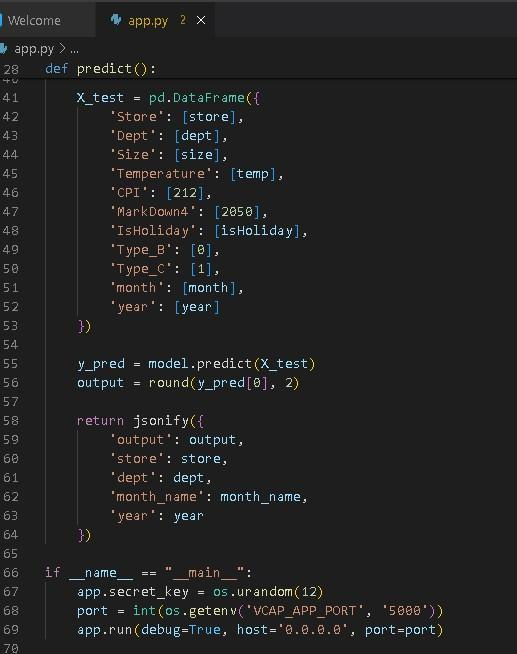 Welcome app.py 2 ×
app.py > ...
28 def predict():
41 X_test = pd.DataFrame({
42 'Store': [store],
43 'Dept': [dept],
44 'Size': [size],
45 'Temperature': [temp],
46 'CPI': [212],
47 'MarkDown4': [2050],
48 'IsHoliday': [isHoliday],
49 'Type_B': [0],
50 'Type_C': [1],
51 'month': [month],
52 'year': [year]
53 })
54
55 y_pred = model.predict(X_test)
56 output = round(y_pred[0], 2)
57
58 return jsonify({
59 'output': output,
60 'store': store,
61 'dept': dept,
62 'month_name': month_name,
63 'year': year
64 })
65
66 if __name__ == "__main__":
67 app.secret_key = os.urandom(12)
68 port = int(os.getenv('VCAP_APP_PORT', '5000'))
69 app.run(debug=True, host='0.0.0.0', port=port)
70